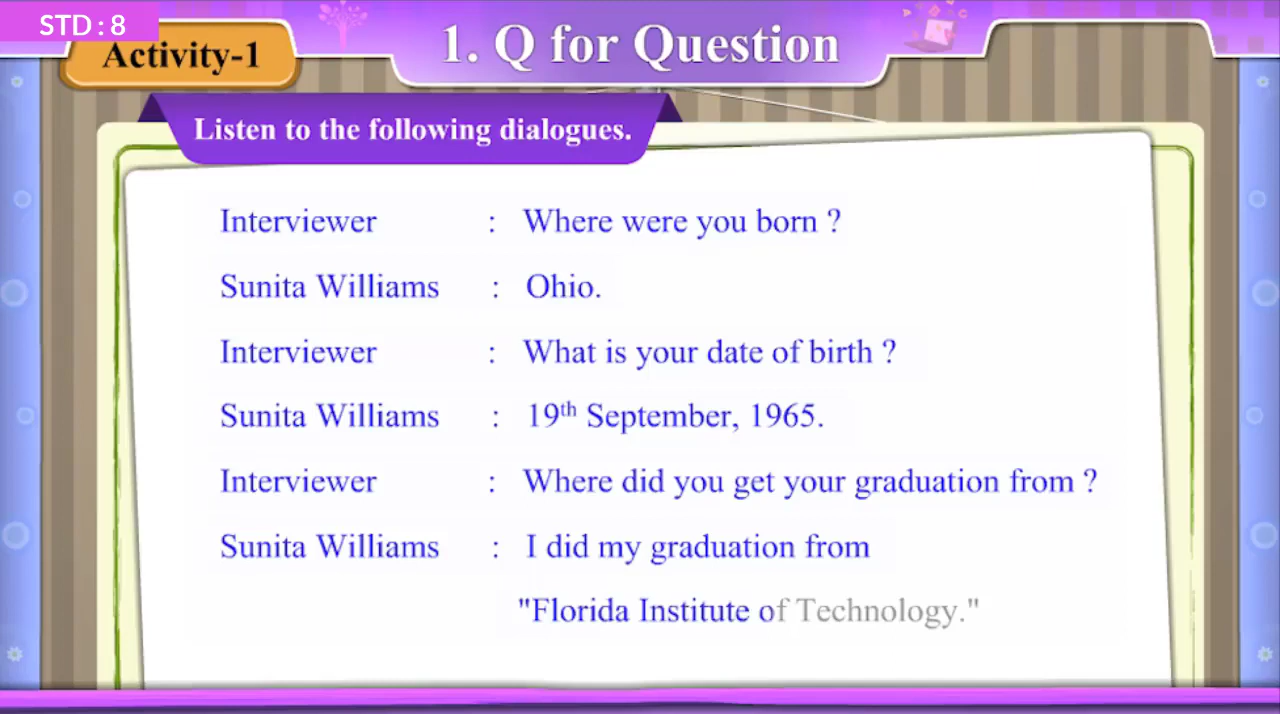 STD : 8
Activity-1
1. Q for Question
Listen to the following dialogues.
Interviewer : Where were you born ?
Sunita Williams : Ohio.
Interviewer : What is your date of birth ?
Sunita Williams : 19th September, 1965.
Interviewer : Where did you get your graduation from ?
Sunita Williams : I did my graduation from
"Florida Institute of Technology."